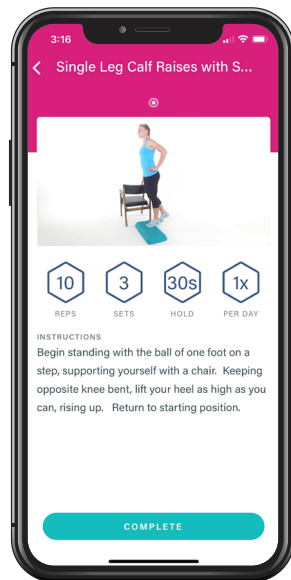 3:16
Single Leg Calf Raises with S...
10
3
30s
1x
REPS
SETS
HOLD
PER DAY
INSTRUCTIONS
Begin standing with the ball of one foot on a
step, supporting yourself with a chair.  Keeping
opposite knee bent, lift your heel as high as you
can, rising up.   Return to starting position.
COMPLETE